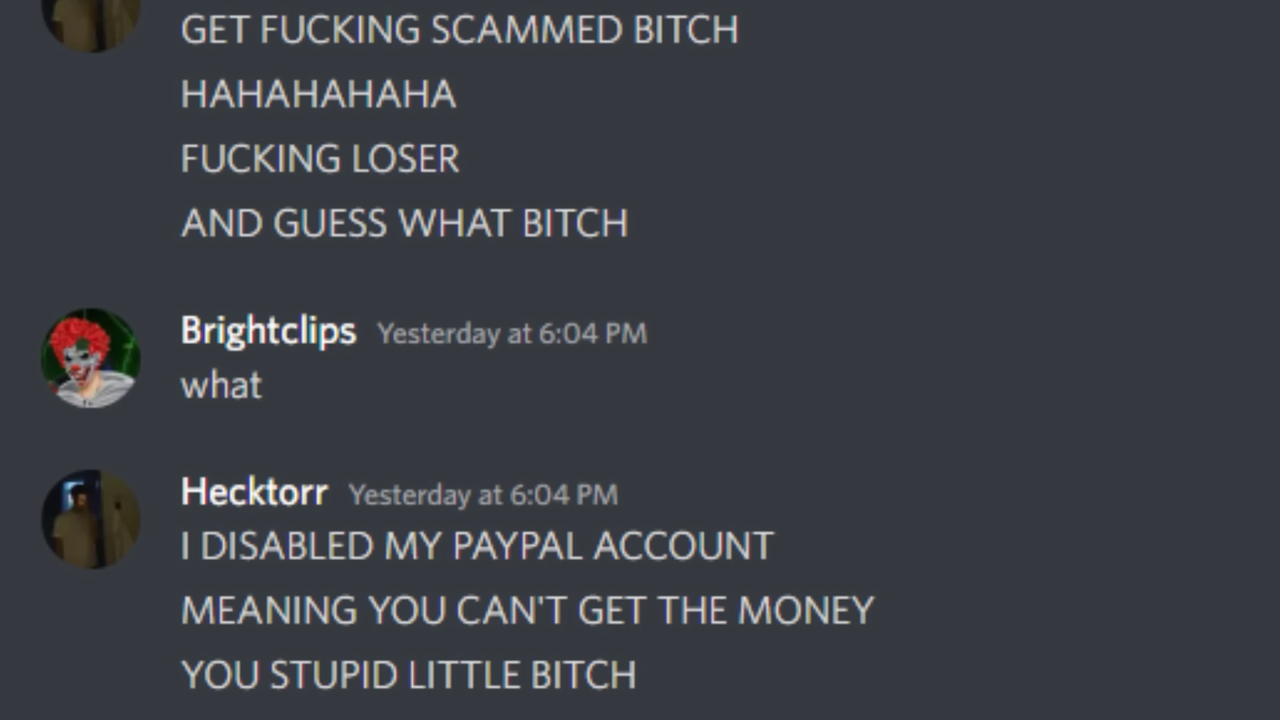 GET FUCKING SCAMMED BITCH
HAHAHAHAHA
FUCKING LOSER
AND GUESS WHAT BITCH
Brightclips Yesterday at 6:04 PM
what
Hecktorr Yesterday at 6:04 PM
I DISABLED MY PAYPAL ACCOUNT
MEANING YOU CAN'T GET THE MONEY
YOU STUPID LITTLE BITCH